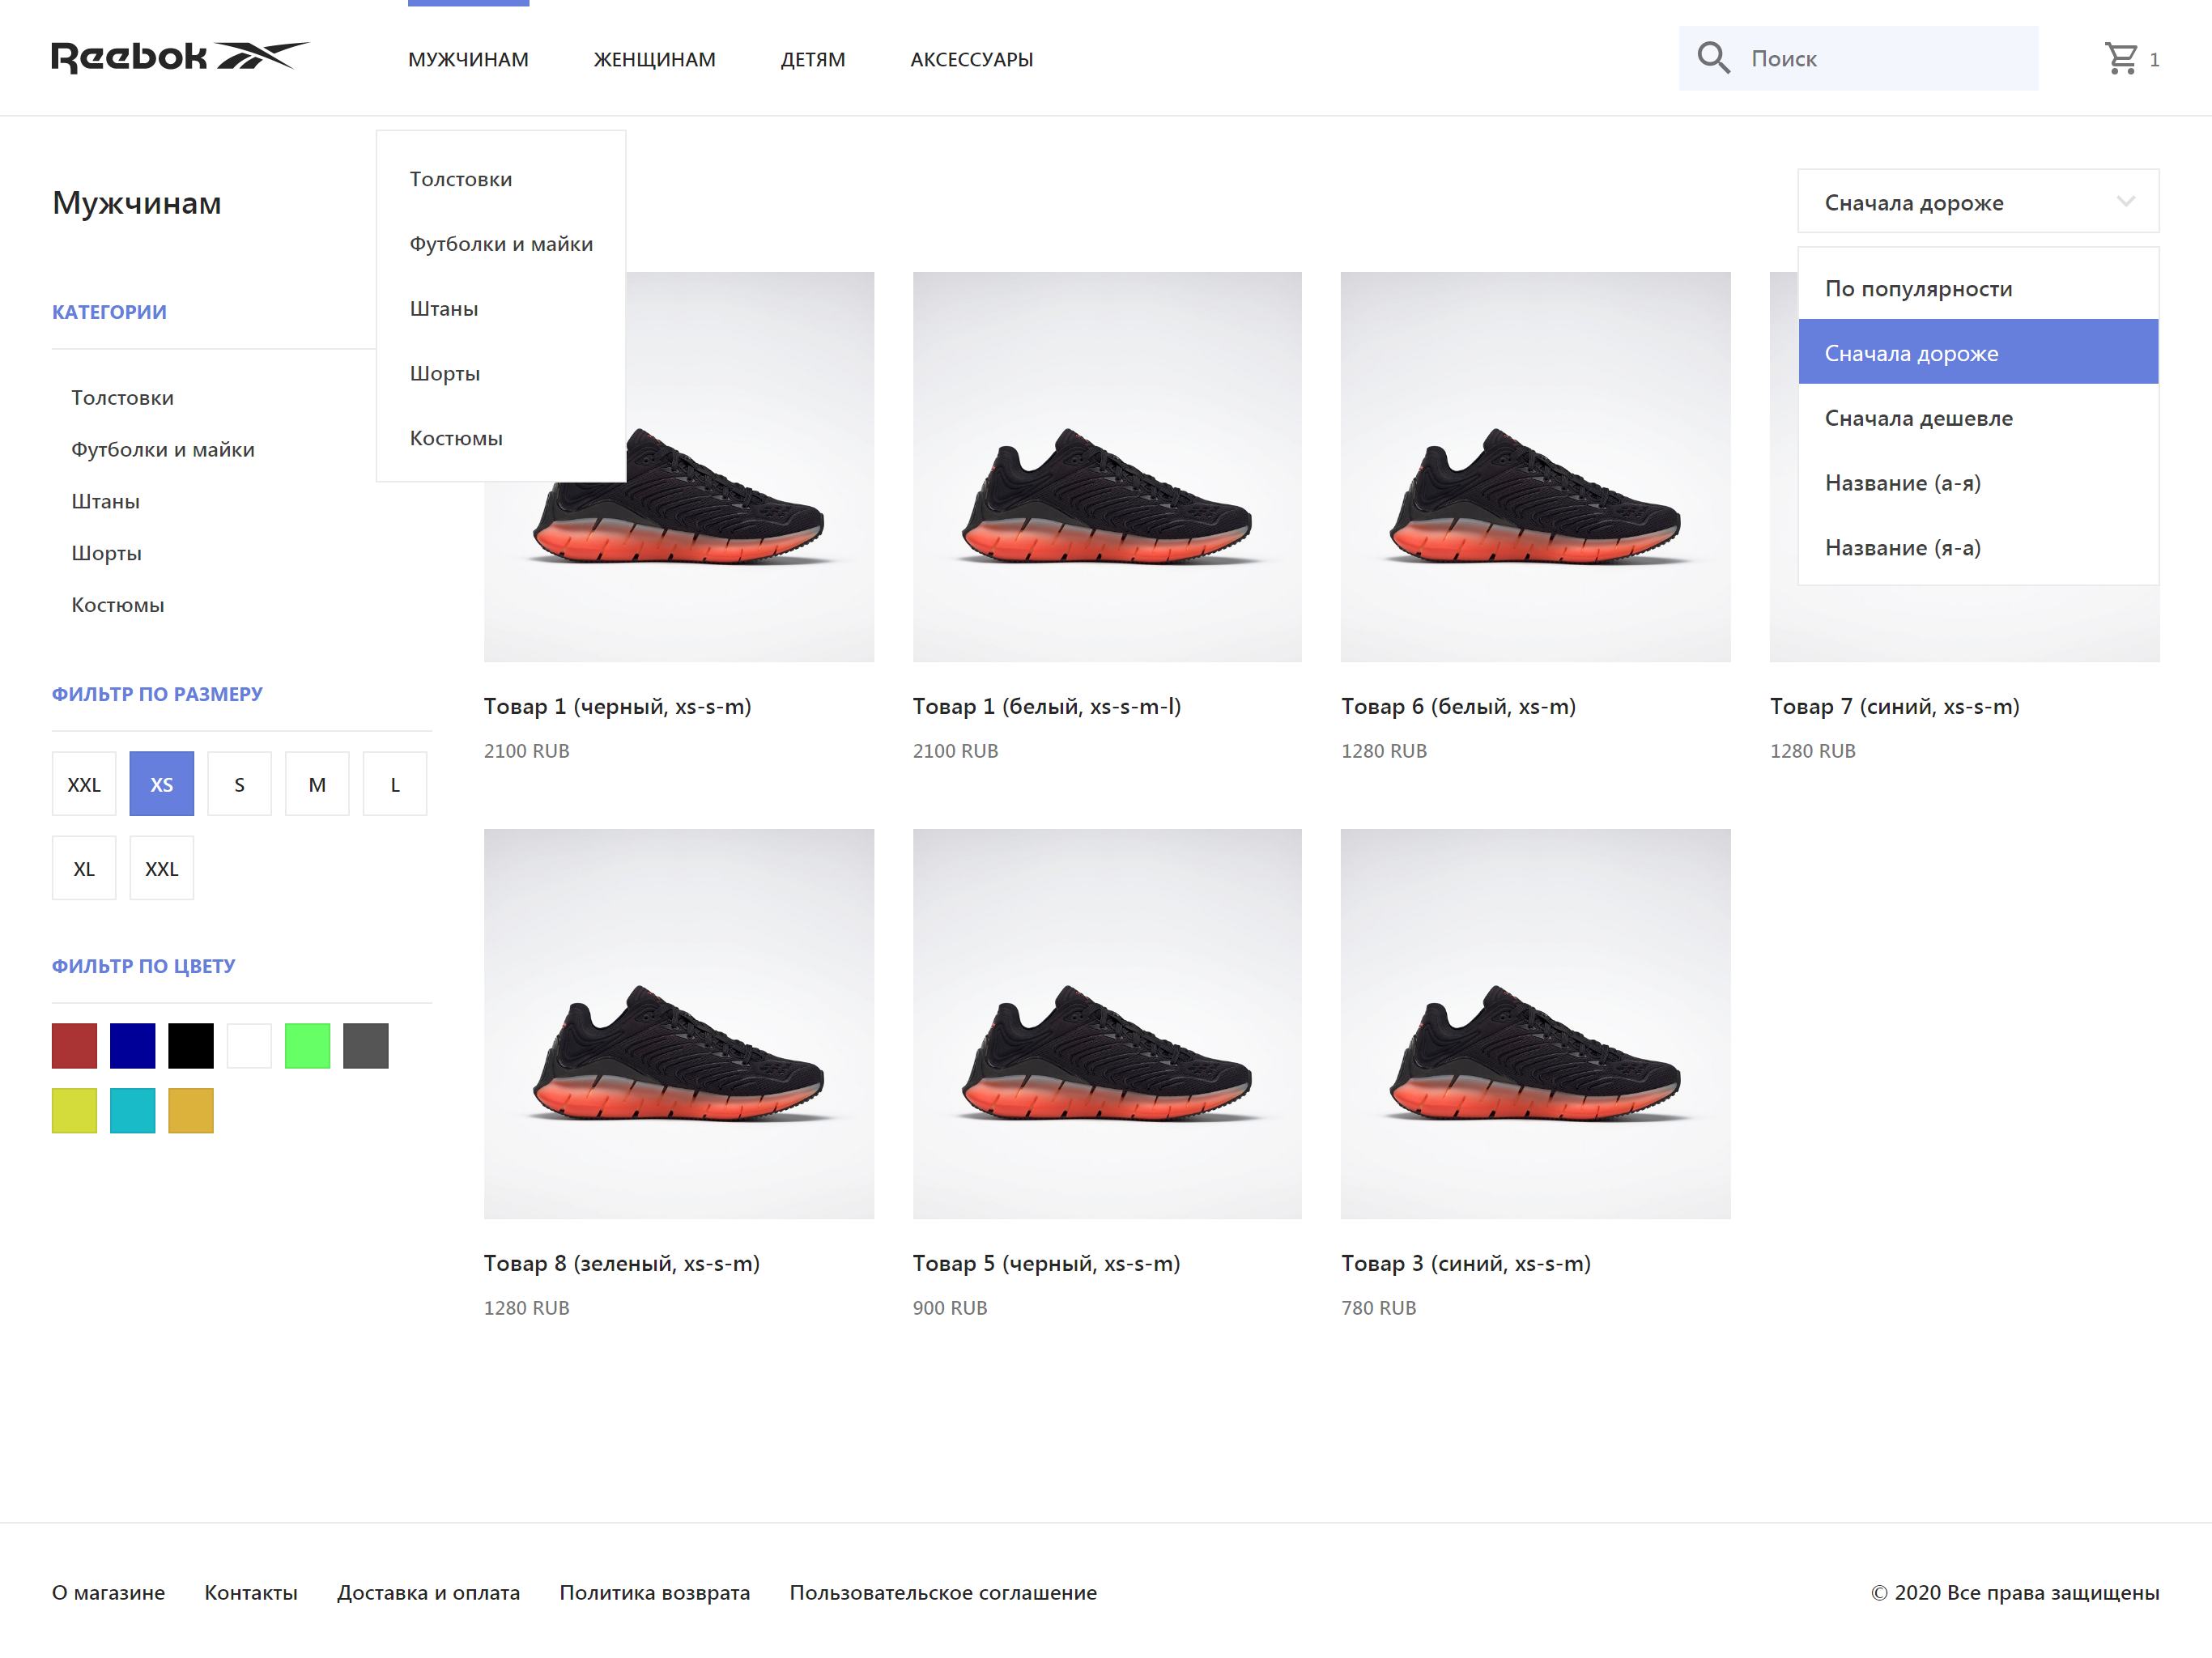 Reebok
МУЖЧИНАМ ЖЕНЩИНАМ ДЕТЯМ АКСЕССУАРЫ
Поиск
1
Мужчинам
Толстовки
Футболки и майки
Штаны
Шорты
Костюмы
Сначала дороже
По популярности
Сначала дороже
Сначала дешевле
Название (а-я)
Название (я-а)
КАТЕГОРИИ
Толстовки
Футболки и майки
Штаны
Шорты
Костюмы
ФИЛЬТР ПО РАЗМЕРУ
XXL XS S M L
XL XXL
ФИЛЬТР ПО ЦВЕТУ
Товар 1 (черный, xs-s-m)
2100 RUB
Товар 1 (белый, xs-s-m-l)
2100 RUB
Товар 6 (белый, xs-m)
1280 RUB
Товар 7 (синий, xs-s-m)
1280 RUB
Товар 8 (зеленый, xs-s-m)
1280 RUB
Товар 5 (черный, xs-s-m)
900 RUB
Товар 3 (синий, xs-s-m)
780 RUB
О магазине Контакты Доставка и оплата Политика возврата Пользовательское соглашение
© 2020 Все права защищены